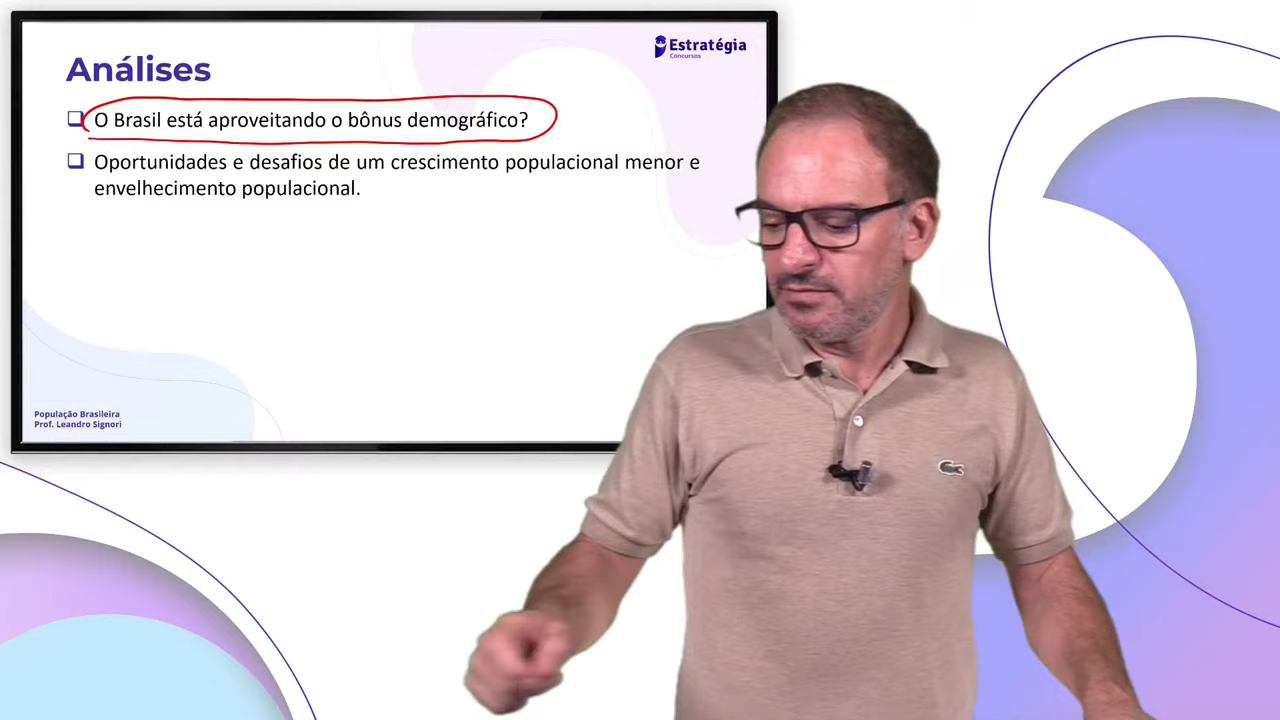 Análises
Estratégia
Concursos
O Brasil está aproveitando o bônus demográfico?
Oportunidades e desafios de um crescimento populacional menor e
envelhecimento populacional.
População Brasileira
Prof. Leandro Signori